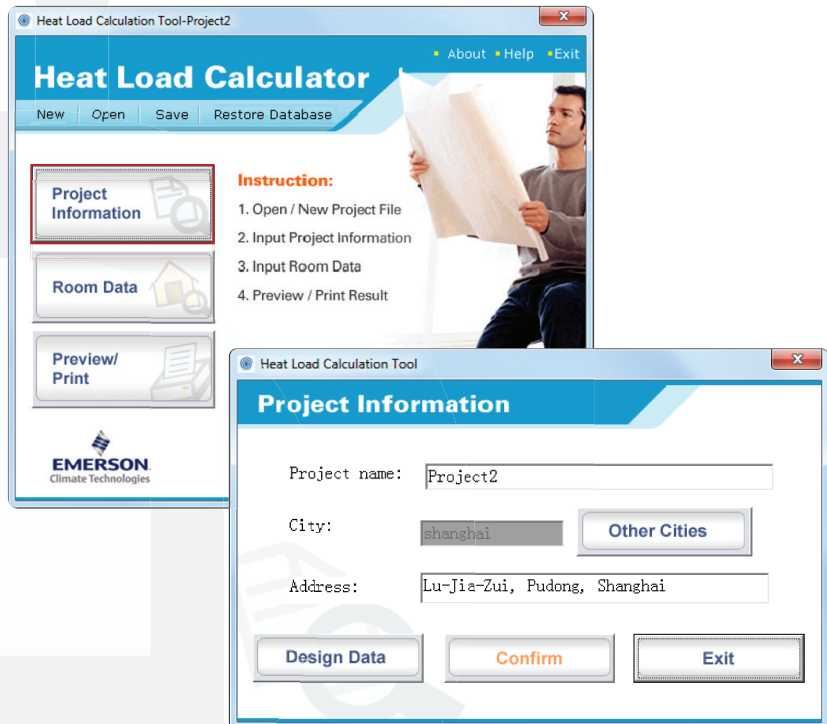 Heat Load Calculation Tool-Project2
About Help Exit
Heat Load Calculator
New Open Save Restore Database
Project
Information
Room Data
Preview/
Print
Instruction:
1. Open / New Project File
2. Input Project Information
3. Input Room Data
4. Preview / Print Result
EMERSON.
Climate Technologies
Heat Load Calculation Tool
Project Information
Project name: Project2
City: shanghai Other Cities
Address: Lu-Jia-Zui, Pudong, Shanghai
Design Data Confirm Exit